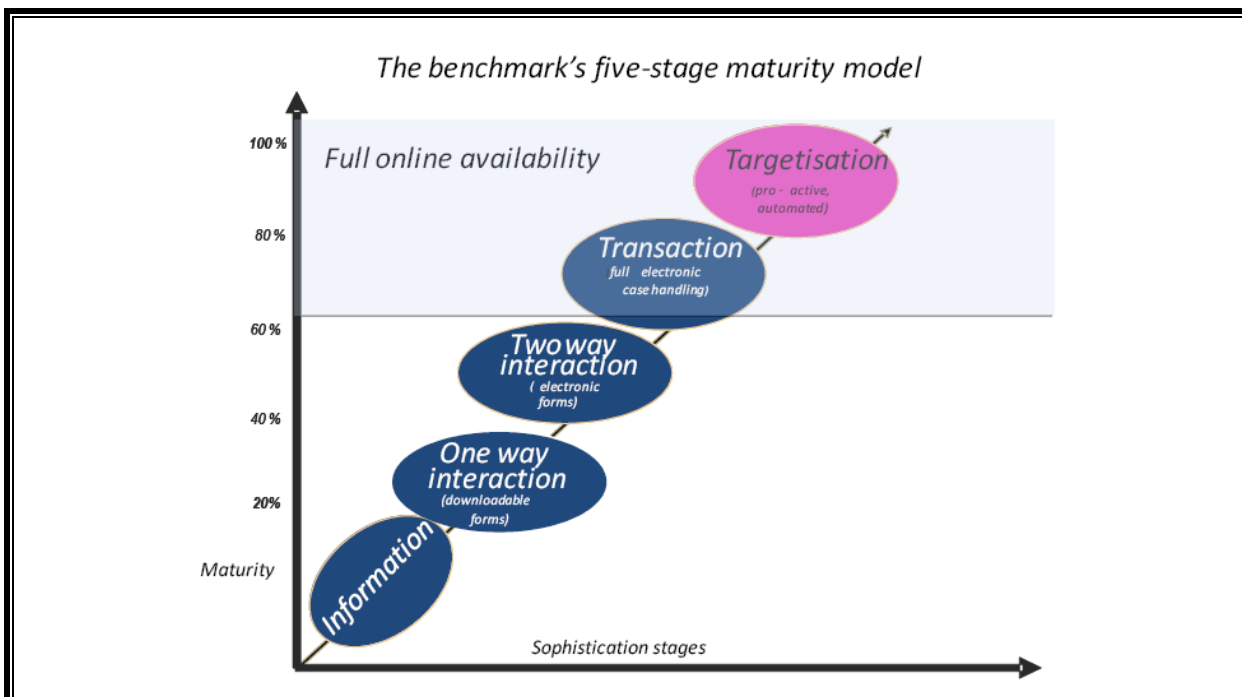 The benchmark’s five-stage maturity model
100 %
Full online availability
Targetisation
(pro - active,
automated)
80 %
Transaction
full electronic
case handling)
60 %
Two way
interaction
( electronic
forms)
40 %
One way
interaction
(downloadable
forms)
20%
Information
Maturity
Sophistication stages